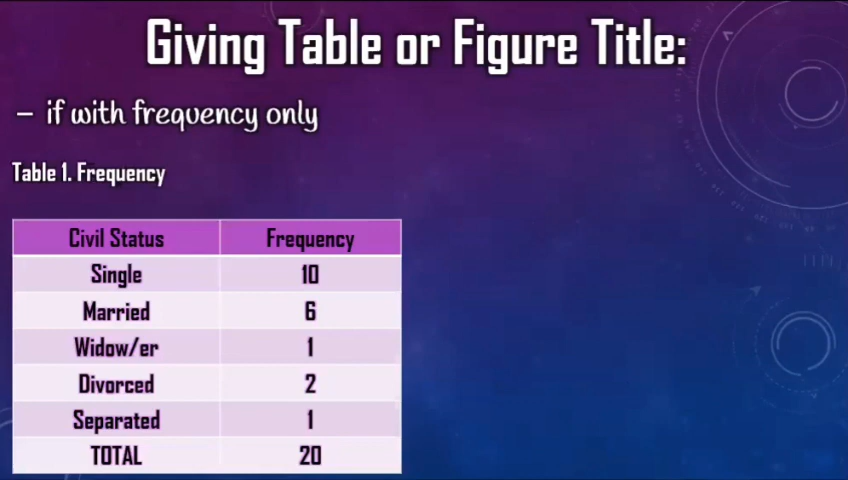 Giving Table or Figure Title:
– if with frequency only
Table 1. Frequency
Civil Status Frequency
Single 10
Married 6
Widow/er 1
Divorced 2
Separated 1
TOTAL 20